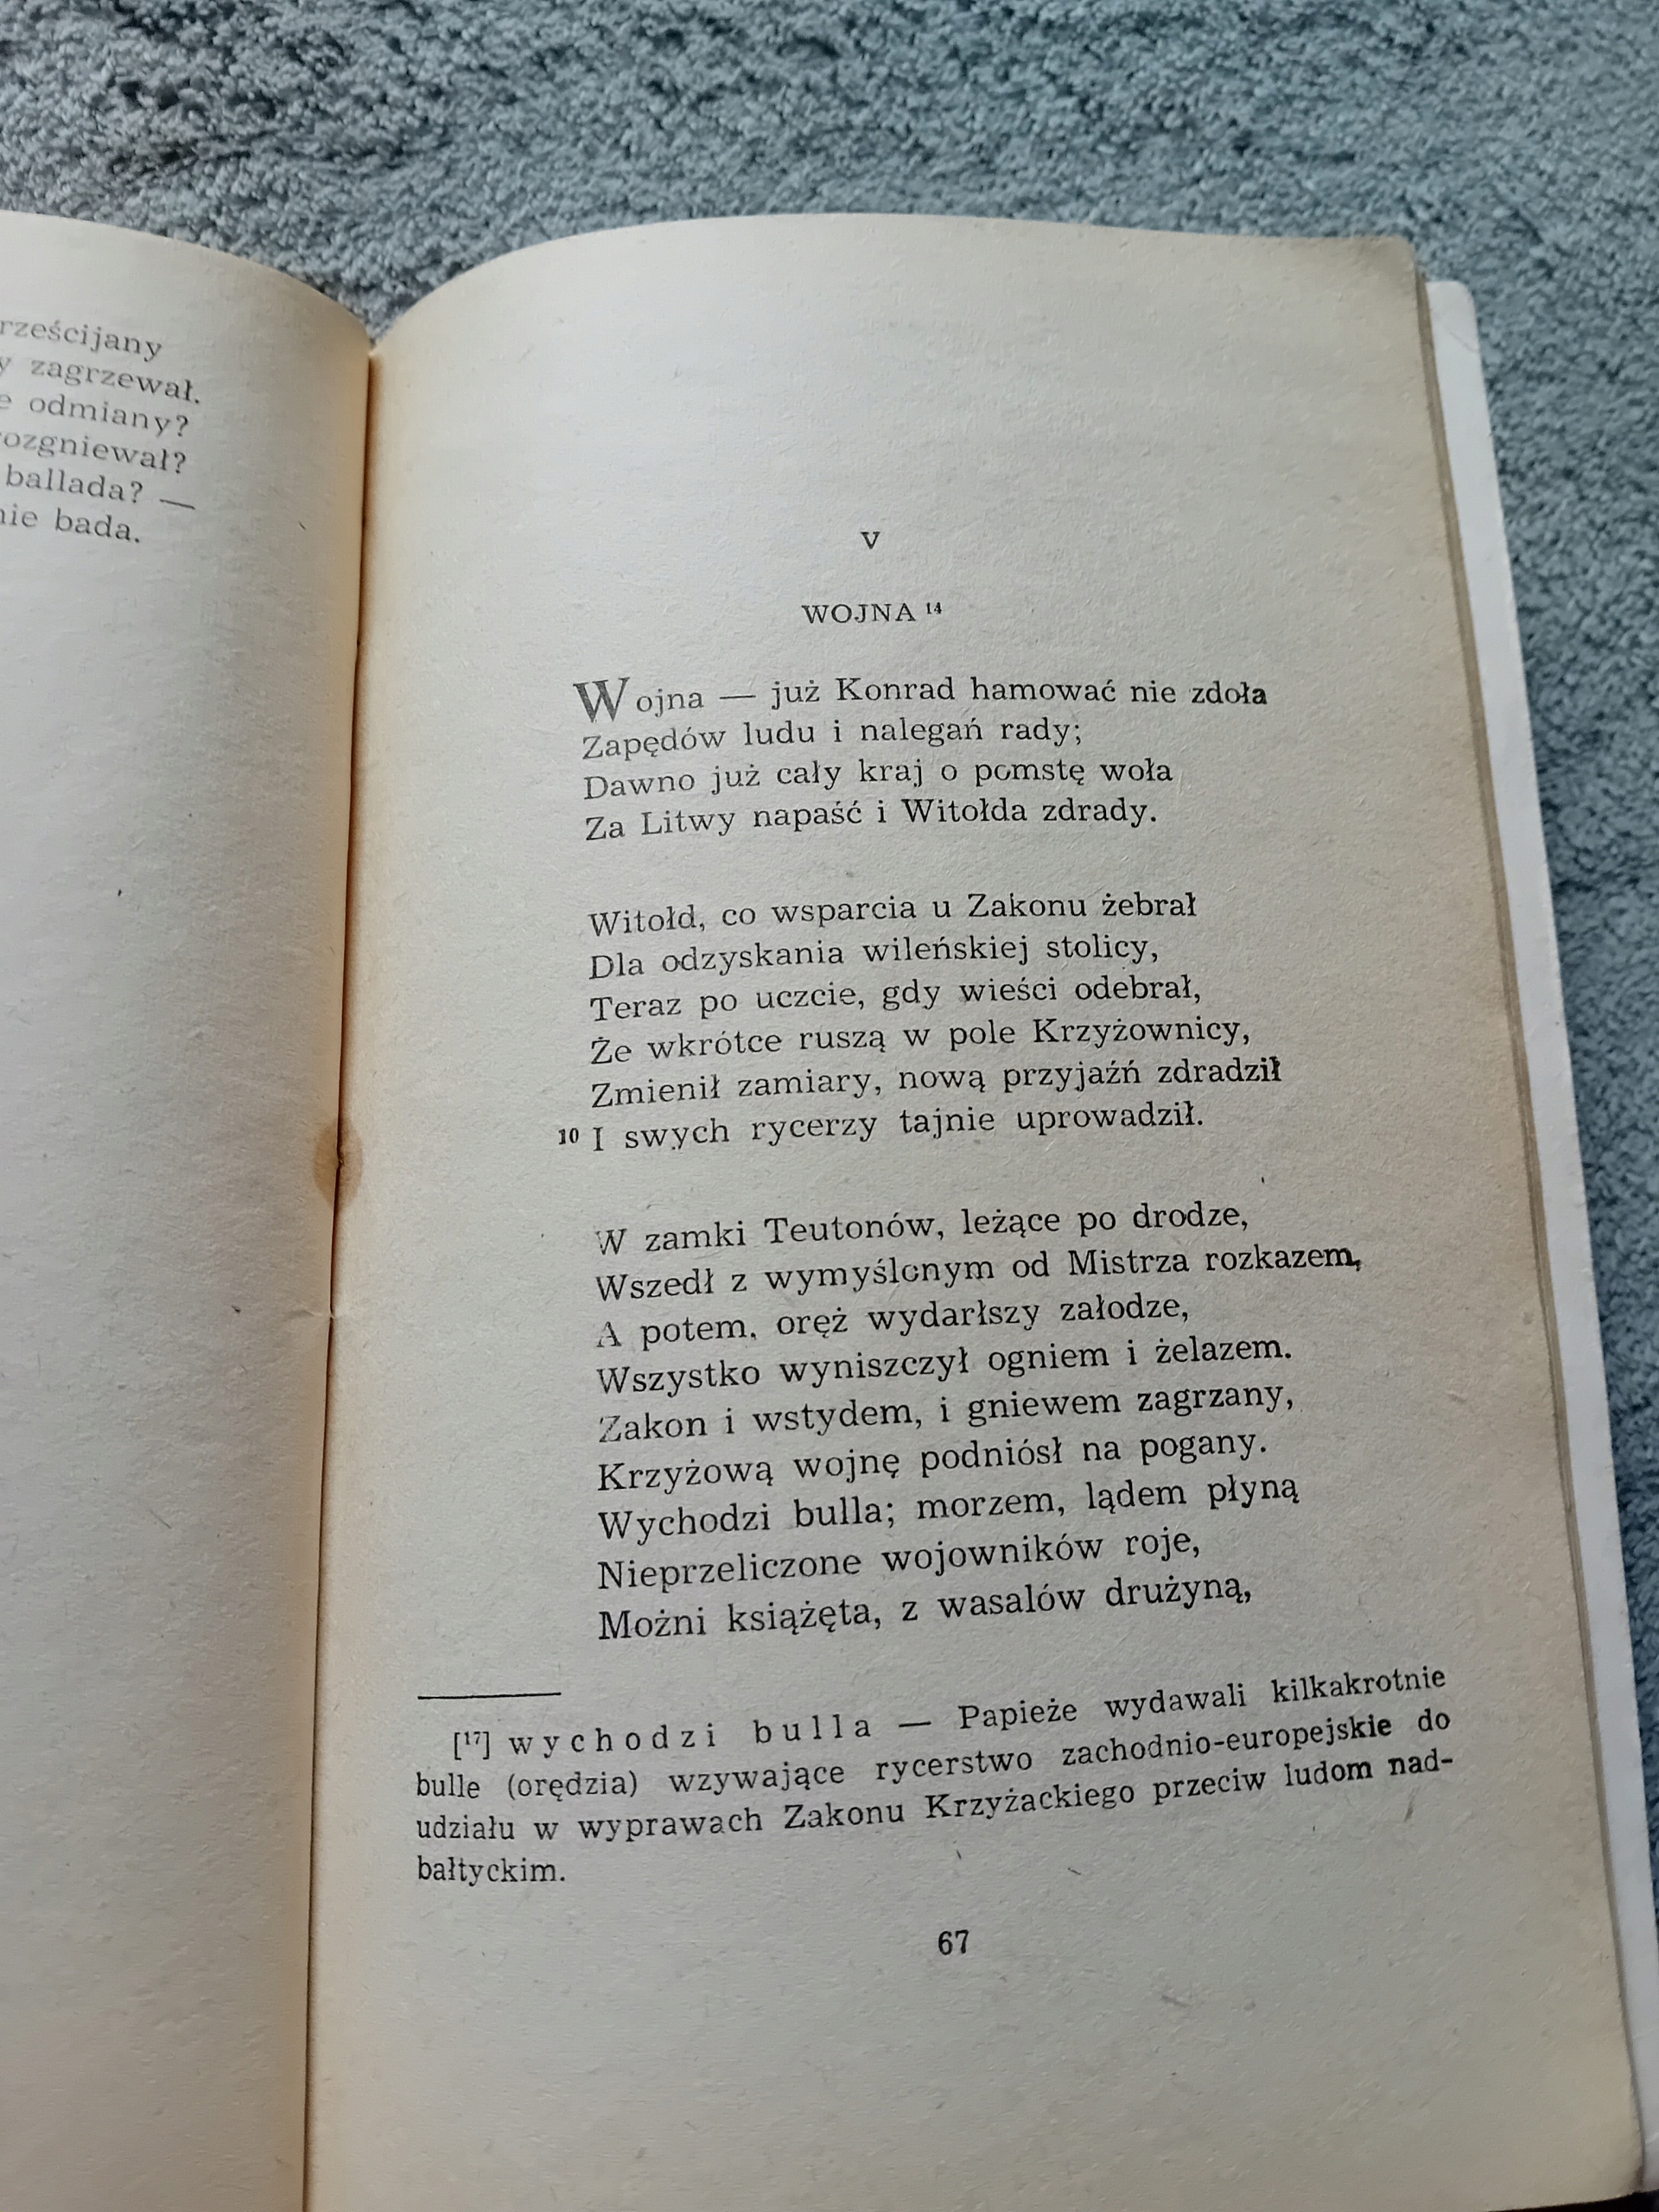 zagrzewał.
odmiany?
ballada? —
bada.
V
WOJNA ¹⁴
Wojna — już Konrad hamować nie zdoła
Zapędów ludu i nalegań rady;
Dawno już cały kraj o pomstę woła
Za Litwy napaść i Witołda zdrady.
Witołd, co wsparcia u Zakonu żebrał
Dla odzyskania wileńskiej stolicy,
Teraz po uczcie, gdy wieści odebrał,
Że wkrótce ruszą w pole Krzyżownicy,
Zmienił zamiary, nową przyjaźń zdradził
10 I swych rycerzy tajnie uprowadził.
W zamki Teutonów, leżące po drodze,
Wszedł z wymyślonym od Mistrza rozkazem,
A potem, oręż wydarłszy załodze,
Wszystko wyniszczył ogniem i żelazem.
Zakon i wstydem, i gniewem zagrzany,
Krzyżową wojnę podniósł na pogany.
Wychodzi bulla; morzem, lądem płyną
Nieprzeliczone wojowników roje,
Możni książęta, z wasalów drużyną,
[¹⁷] wychodzi bulla — Papieże wydawali kilkakrotnie
bulle (orędzia) wzywające rycerstwo zachodnio-europejskie do
udziału w wyprawach Zakonu Krzyżackiego przeciw ludom nad-
bałtyckim.
67